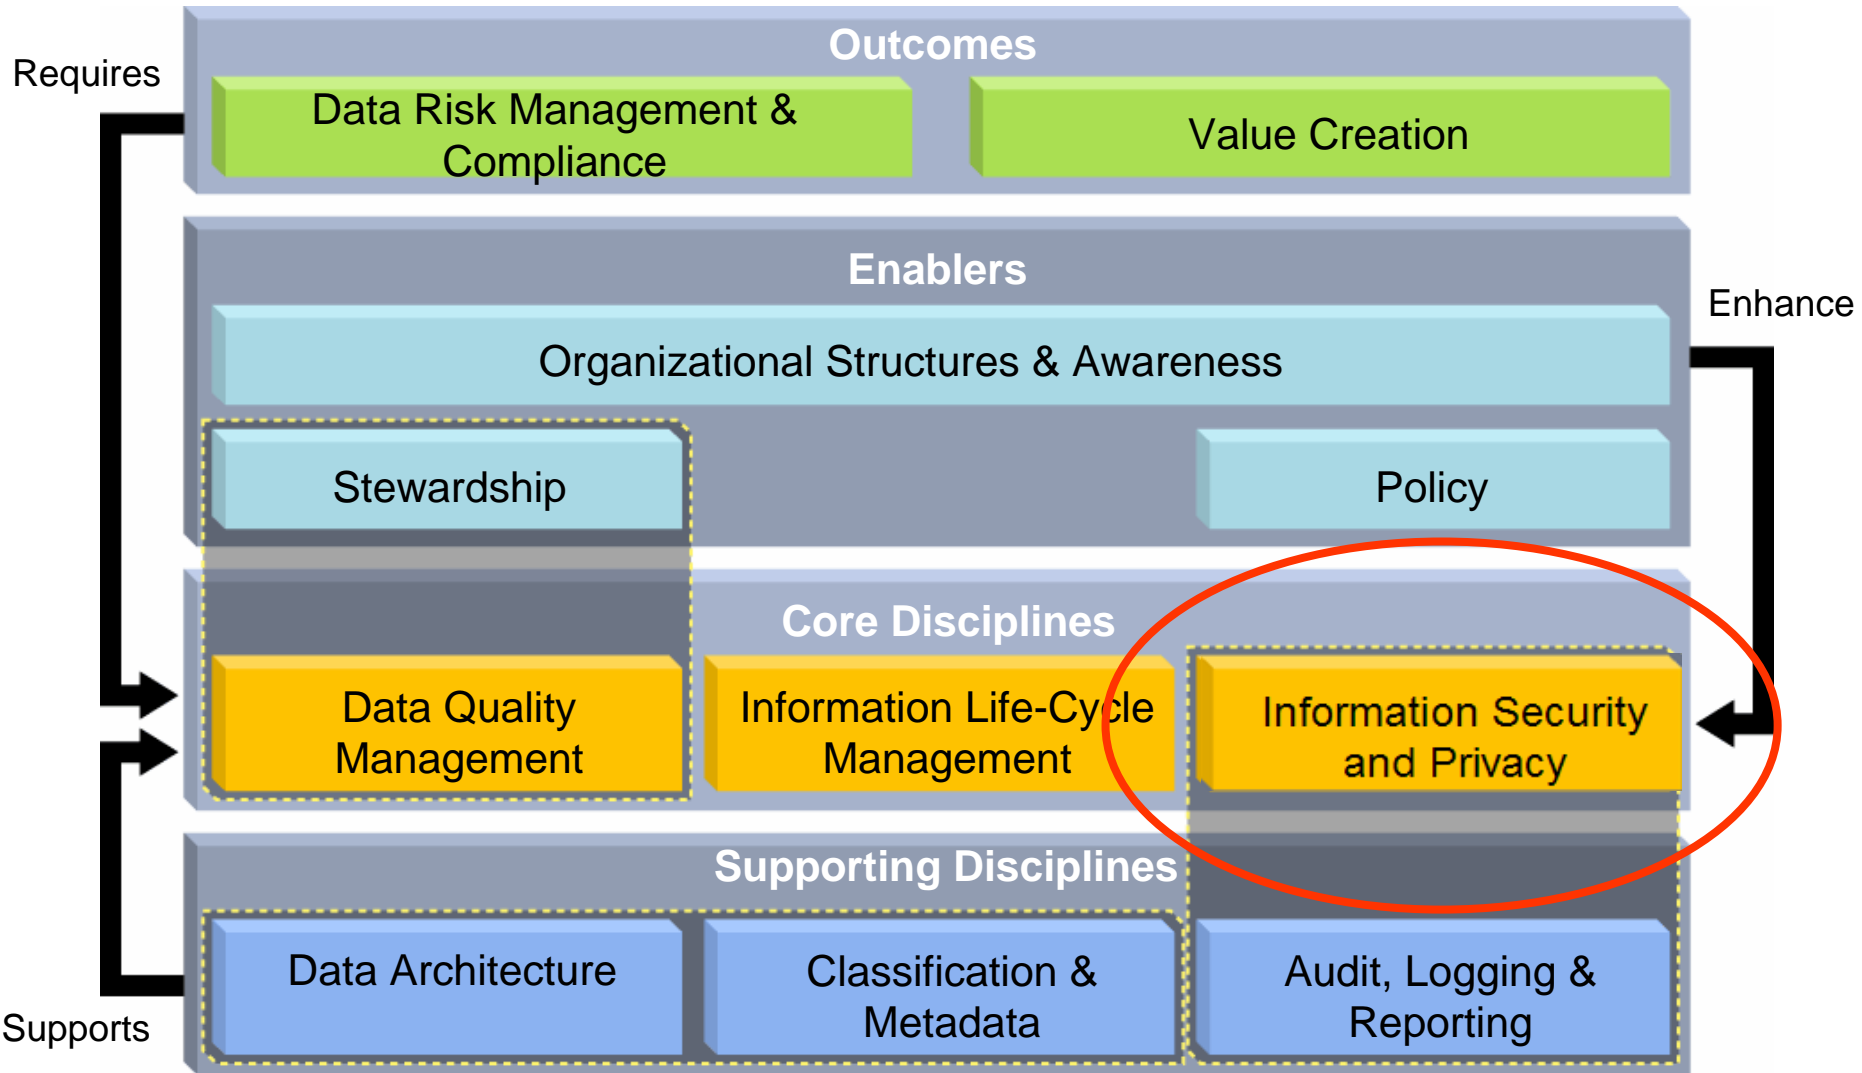 Outcomes
Requires
Data Risk Management &
Compliance
Value Creation
Enablers
Enhance
Organizational Structures & Awareness
Stewardship
Policy
Core Disciplines
Data Quality
Management
Information Life-Cycle
Management
Information Security
and Privacy
Supporting Disciplines
Data Architecture
Classification &
Metadata
Audit, Logging &
Reporting
Supports